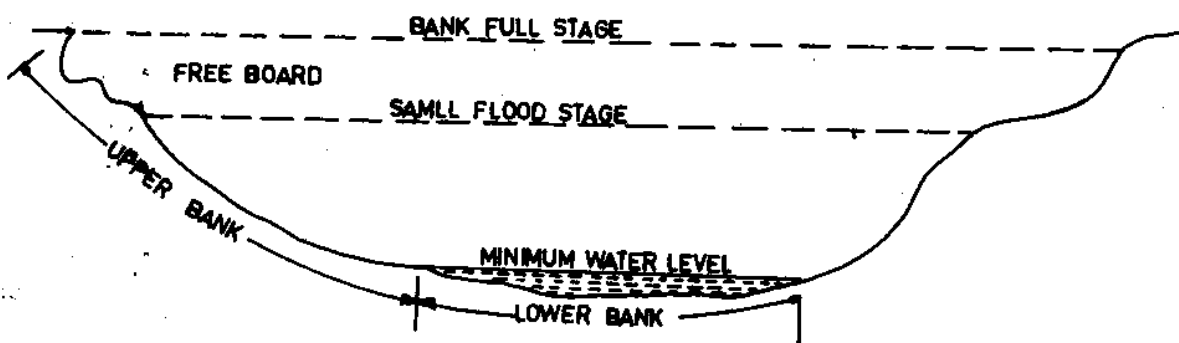 BANK FULL STAGE
FREE BOARD
SAMLL FLOOD STAGE
UPPER BANK
MINIMUM WATER LEVEL
LOWER BANK